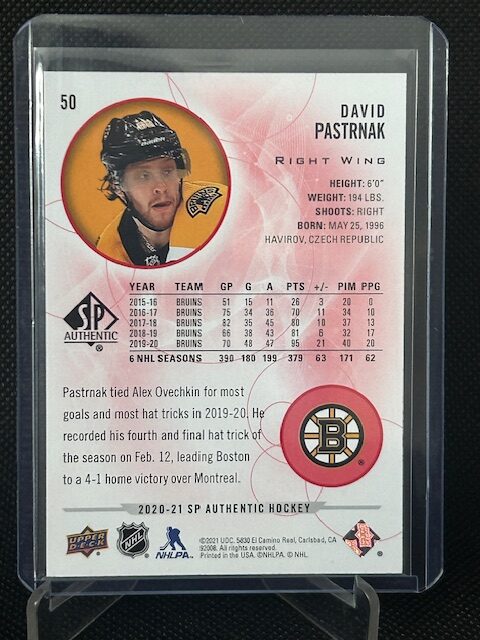 50
DAVID
PASTRNAK
RIGHT WING
HEIGHT: 6'0"
WEIGHT: 194 LBS.
SHOOTS: RIGHT
BORN: MAY 25, 1996
HAVIROV, CZECH REPUBLIC
YEAR TEAM GP G A PTS +/- PIM PPG
2015-16 BRUINS 51 15 11 26 3 20 0
2016-17 BRUINS 75 34 36 70 11 34 10
2017-18 BRUINS 82 35 45 80 10 37 13
2018-19 BRUINS 66 38 43 81 6 32 17
2019-20 BRUINS 70 48 47 95 21 40 20
6 NHL SEASONS 390 180 199 379 63 171 62
SP
AUTHENTIC
®
Pastrnak tied Alex Ovechkin for most
goals and most hat tricks in 2019-20. He
recorded his fourth and final hat trick of
the season on Feb. 12, leading Boston
to a 4-1 home victory over Montreal.
B
®
2020-21 SP AUTHENTIC HOCKEY
UPPER
DECK
NHL
NHLPA
©2021 UDC. 5830 El Camino Real, Carlsbad, CA
92008. All rights reserved.
Printed in the USA. ©NHLPA. © NHL.
®